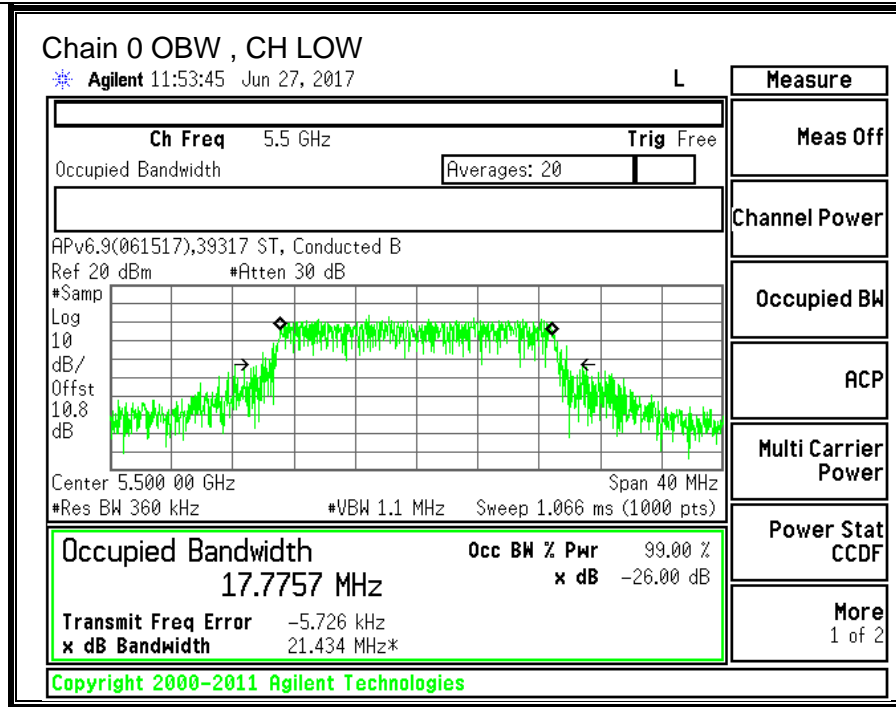 Chain 0 OBW , CH LOW
Agilent 11:53:45 Jun 27, 2017 L
Measure
Ch Freq 5.5 GHz Trig Free
Meas Off
Occupied Bandwidth Averages: 20
Channel Power
APv6.9(061517),39317 ST, Conducted B
Ref 20 dBm #Atten 30 dB
#Samp
Log
10
dB/
Offst
10.8
dB
Occupied BW
ACP
Multi Carrier
Power
Center 5.500 00 GHz Span 40 MHz
#Res BW 360 kHz #VBW 1.1 MHz Sweep 1.066 ms (1000 pts)
Power Stat
CCDF
Occupied Bandwidth Occ BW % Pwr 99.00 %
17.7757 MHz x dB -26.00 dB
Transmit Freq Error -5.726 kHz
x dB Bandwidth 21.434 MHz*
More
1 of 2
Copyright 2000-2011 Agilent Technologies